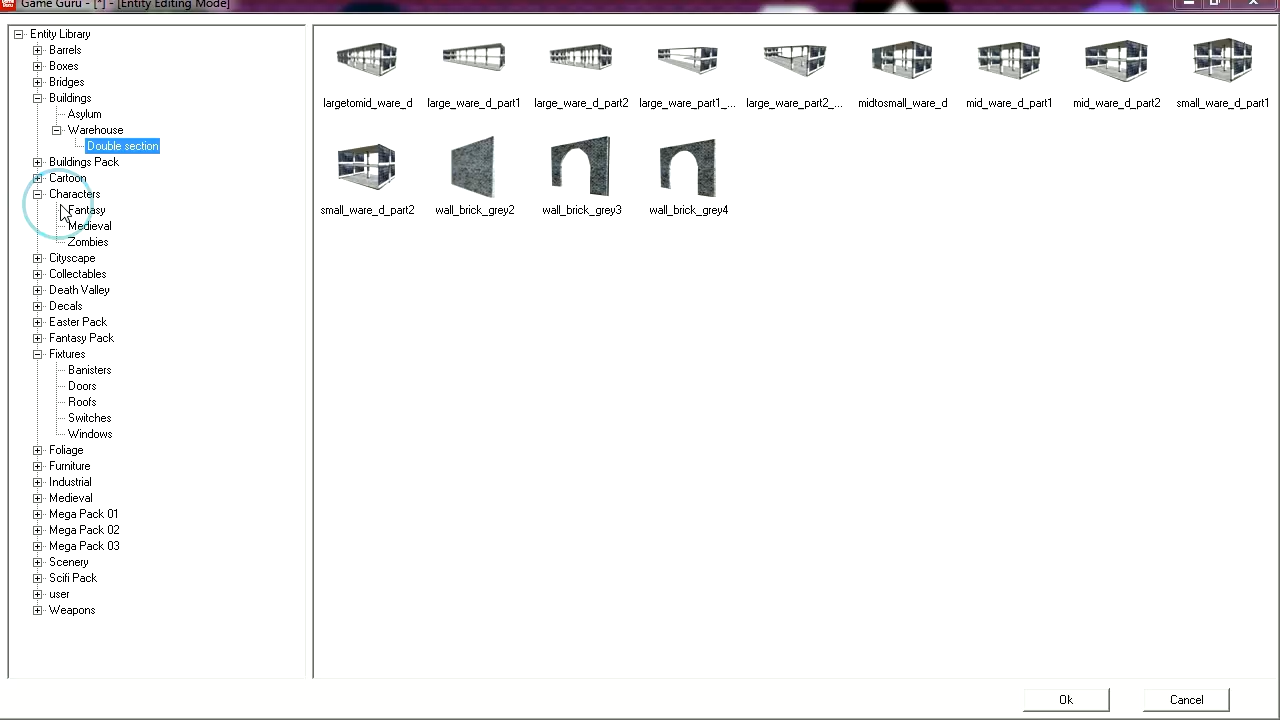 Game Guru - [*] - [Entity Editing Mode]
Entity Library
Barrels
Boxes
Bridges
Buildings
Asylum
Warehouse
Double section
Buildings Pack
Cartoon
Characters
Fantasy
Medieval
Zombies
Cityscape
Collectables
Death Valley
Decals
Easter Pack
Fantasy Pack
Fixtures
Banisters
Doors
Roofs
Switches
Windows
Foliage
Furniture
Industrial
Medieval
Mega Pack 01
Mega Pack 02
Mega Pack 03
Scenery
Scifi Pack
user
Weapons
largetomid_ware_d large_ware_d_part1 large_ware_d_part2 large_ware_part1_... large_ware_part2_... midtosmall_ware_d mid_ware_d_part1 mid_ware_d_part2 small_ware_d_part1
small_ware_d_part2 wall_brick_grey2 wall_brick_grey3 wall_brick_grey4
Ok Cancel